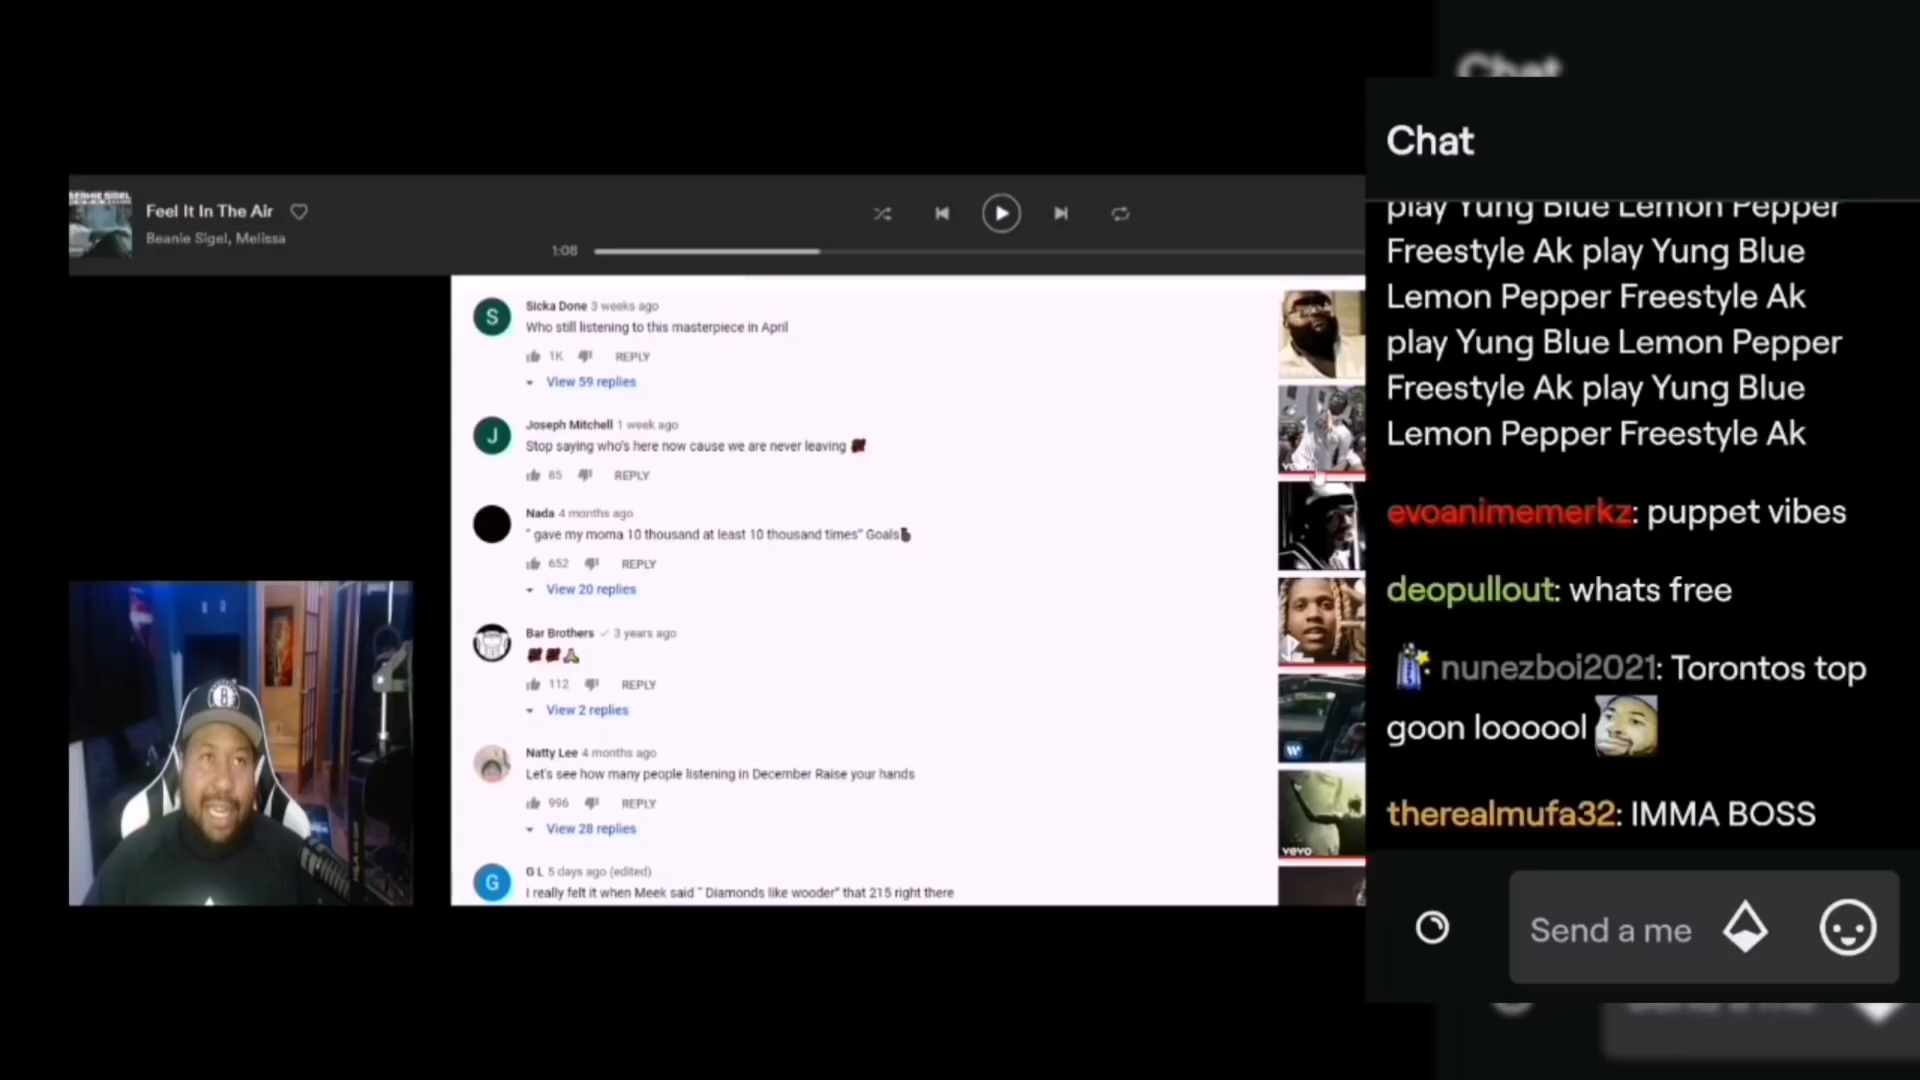 Chat
Chat
play Yung Blue Lemon Pepper
Freestyle Ak play Yung Blue
Lemon Pepper Freestyle Ak
play Yung Blue Lemon Pepper
Freestyle Ak play Yung Blue
Lemon Pepper Freestyle Ak
evoanimemerkz: puppet vibes
deopullout: whats free
nunezboi2021: Torontos top
goon loooool
therealmufa32: IMMA BOSS
Send a me
Feel It In The Air
Beanie Sigel, Melissa
1:08
S
Sicka Done 3 weeks ago
Who still listening to this masterpiece in April
1K REPLY
View 59 replies
J
Joseph Mitchell 1 week ago
Stop saying who's here now cause we are never leaving
85 REPLY
Nada 4 months ago
" gave my moma 10 thousand at least 10 thousand times" Goals
652 REPLY
View 20 replies
Bar Brothers 3 years ago
112 REPLY
View 2 replies
Natty Lee 4 months ago
Let's see how many people listening in December Raise your hands
996 REPLY
View 28 replies
G
G L 5 days ago (edited)
I really felt it when Meek said " Diamonds like wooder" that 215 right there
vevo
B